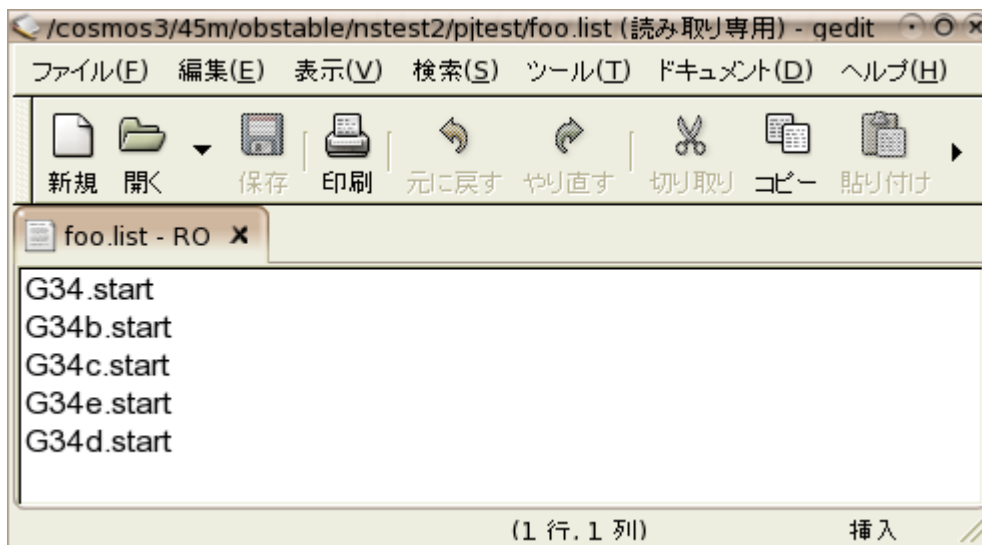 /cosmos3/45m/obstable/nstest2/pjtest/foo.list (読み取り専用) - gedit
ファイル(F) 編集(E) 表示(V) 検索(S) ツール(T) ドキュメント(D) ヘルプ(H)
新規 開く 保存 印刷 元に戻す やり直す 切り取り コピー 貼り付け
foo.list - RO
G34.start
G34b.start
G34c.start
G34e.start
G34d.start
(1 行, 1 列) 挿入